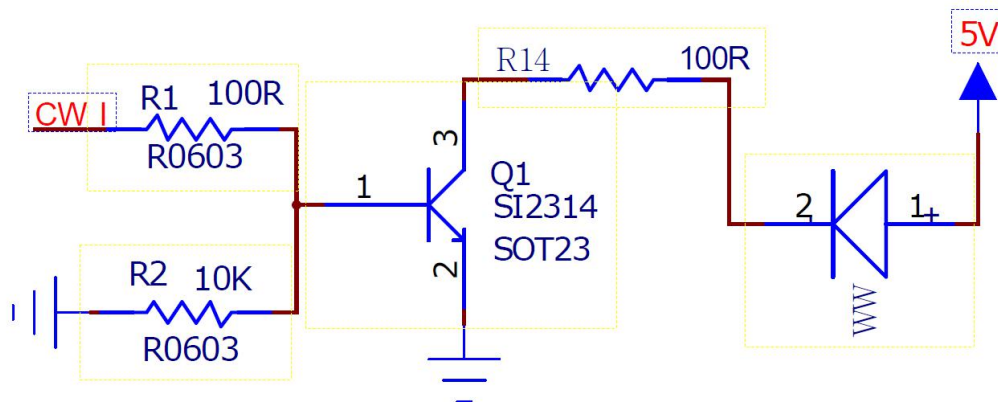 R14 100R
5V
CW I
R1 100R
R0603
3
1
Q1
SI2314
SOT23
2
2 1 +
WW
R2 10K
R0603